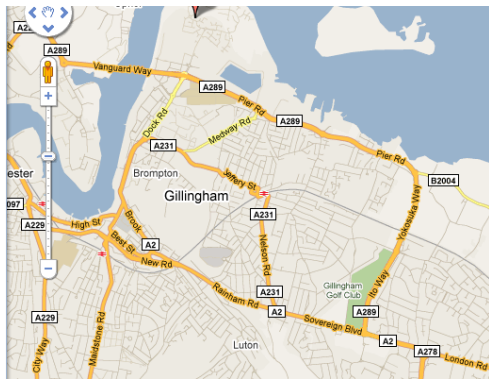 A289
Vanguard Way
A289
Pier Rd
Dock Rd
A289
Medway Rd
A231
Pier Rd
Brompton
Jeffery St
ester
B2004
Gillingham
Yokosuka Way
097
A229
High St
Brook
A231
Best St
A2
New Rd
Nelson Rd
Gillingham
Golf Club
Ito Way
Rainham Rd
A231
A229
A2
Sovereign Blvd
A289
Maidstone Rd
A2
Luton
A278
City Way
London Rd